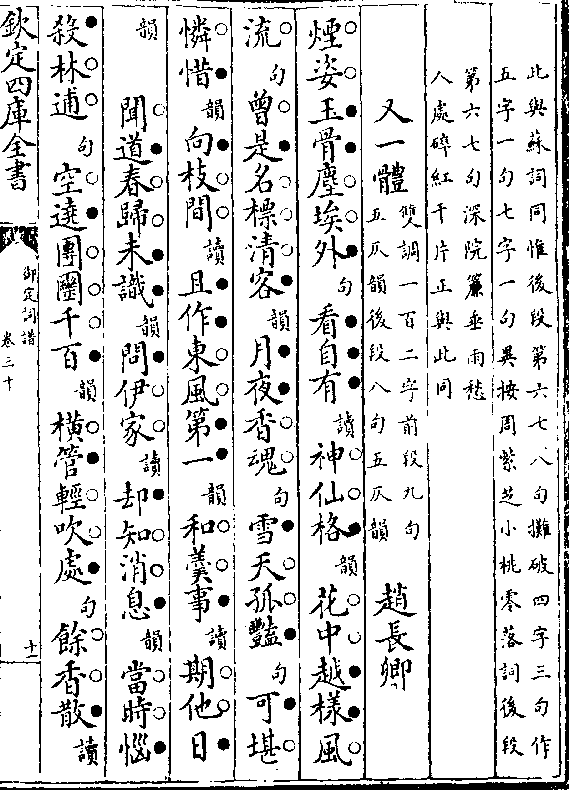 此與蘇詞同惟後段第六七八句攤破四字三句作
五字一句七字一句異按周紫芝小桃零落詞後段
第六七句深院簾垂雨愁
人處碎紅千片正與此同
又一體 雙調一百二字前段九句
五仄韻後段八句五仄韻 趙長卿
煙姿玉骨塵埃外句看自有讀神仙格韻花中越樣風
流句曾是名標清客韻月夜香魂句雪天孤豔句可堪
憐惜韻向枝間讀且作東風第一韻和羹事讀期他日
韻 聞道春歸未識韻問伊家讀却知消息韻當時惱
殺林逋句空遶團圞千百韻橫管輕吹處句餘香散讀
欽定四庫全書
御定詞譜
卷三十
十一